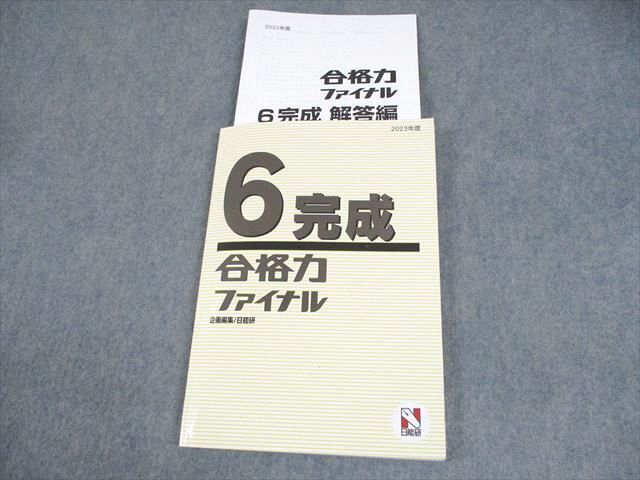 2023年度
合格力
ファイナル
6完成 解答編
2023年度
6完成
合格力
ファイナル
企画編集/日能研
N
日能研